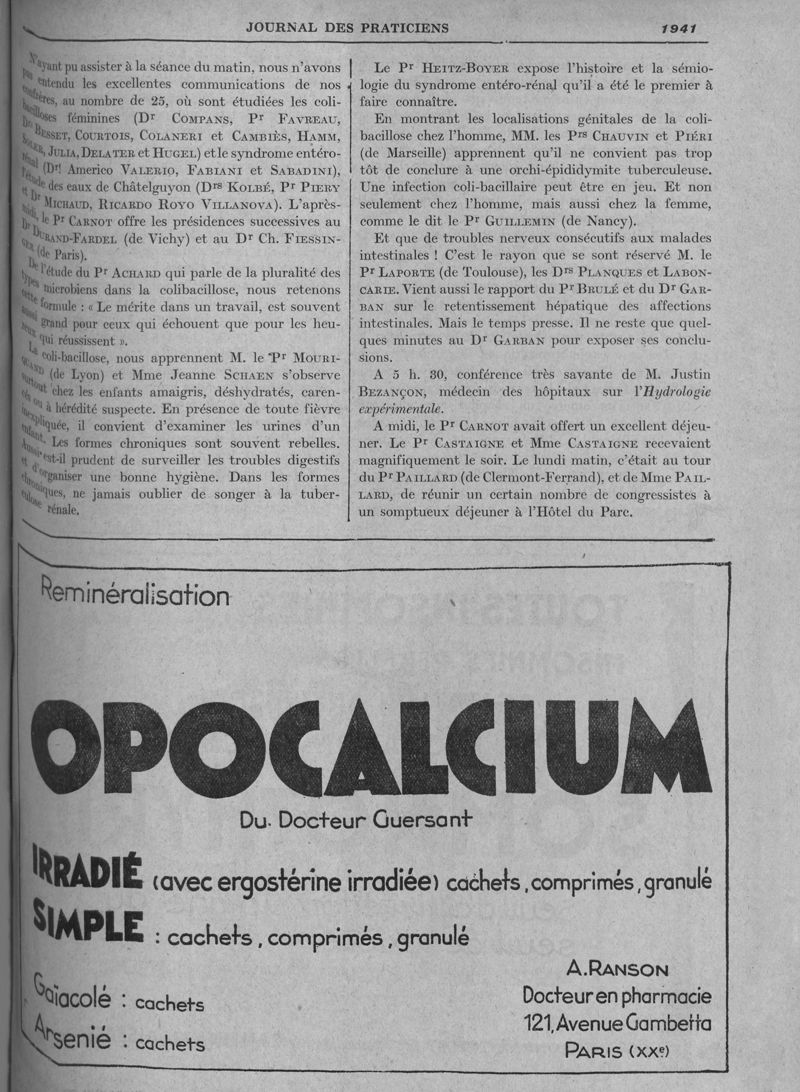 JOURNAL DES PRATICIENS 1941
N'ayant pu assister à la séance du matin, nous n'avons
pas entendu les excellentes communications de nos
confrères, au nombre de 25, où sont étudiées les coli-
bacilloses féminines (Dr COMPANS, Pr FAVREAU,
Drs BESSET, COURTOIS, COLANERI et CAMBIÈS, HAMM,
JULIA, DELATER et HUGEL) et le syndrome entéro-
rénal (Drs Americo VALERIO, FABIANI et SABADINI),
l'étude des eaux de Châtelguyon (Drs KOLBÉ, Pr PIERY
et Dr MICHAUD, RICARDO ROYO VILLANOVA). L'après-
midi, le Pr CARNOT offre les présidences successives au
Dr DURAND-FARDEL (de Vichy) et au Dr Ch. FIESSIN-
GER (de Paris).
De l'étude du Pr ACHARD qui parle de la pluralité des
types microbiens dans la colibacillose, nous retenons
cette formule : « Le mérite dans un travail, est souvent
aussi grand pour ceux qui échouent que pour les heu-
reux qui réussissent ».
La coli-bacillose, nous apprennent M. le Pr MOURI-
QUAND (de Lyon) et Mme Jeanne SCHAEN s'observe
surtout chez les enfants amaigris, déshydratés, caren-
cés ou à hérédité suspecte. En présence de toute fièvre
inexpliquée, il convient d'examiner les urines d'un
enfant. Les formes chroniques sont souvent rebelles.
Aussi est-il prudent de surveiller les troubles digestifs
et d'organiser une bonne hygiène. Dans les formes
chroniques, ne jamais oublier de songer à la tuber-
culose rénale.
Le Pr HEITZ-BOYER expose l'histoire et la sémio-
logie du syndrome entéro-rénal qu'il a été le premier à
faire connaître.
En montrant les localisations génitales de la coli-
bacillose chez l'homme, MM. les Prs CHAUVIN et PIÉRI
(de Marseille) apprennent qu'il ne convient pas trop
tôt de conclure à une orchi-épididymite tuberculeuse.
Une infection coli-bacillaire peut être en jeu. Et non
seulement chez l'homme, mais aussi chez la femme,
comme le dit le Pr GUILLEMIN (de Nancy).
Et que de troubles nerveux consécutifs aux malades
intestinales ! C'est le rayon que se sont réservé M. le
Pr LAPORTE (de Toulouse), les Drs PLANQUES et LABON-
CARIE. Vient aussi le rapport du Pr BRULÉ et du Dr GAR-
BAN sur le retentissement hépatique des affections
intestinales. Mais le temps presse. Il ne reste que quel-
ques minutes au Dr GARBAN pour exposer ses conclu-
sions.
A 5 h. 30, conférence très savante de M. Justin
BEZANÇON, médecin des hôpitaux sur l'Hydrologie
expérimentale.
A midi, le Pr CARNOT avait offert un excellent déjeu-
ner. Le Pr CASTAIGNE et Mme CASTAIGNE recevaient
magnifiquement le soir. Le lundi matin, c'était au tour
du Pr PAILLARD (de Clermont-Ferrand), et de Mme PAIL-
LARD, de réunir un certain nombre de congressistes à
un somptueux déjeuner à l'Hôtel du Parc.
Reminéralisation
OPOCALCIUM
Du Docteur Guersant
IRRADIÉ (avec ergostérine irradiée) cachets, comprimés, granulé
SIMPLE : cachets, comprimés, granulé
Gaïacolé : cachets
Arsenié : cachets
A. RANSON
Docteur en pharmacie
121, Avenue Gambetta
PARIS (XXe)